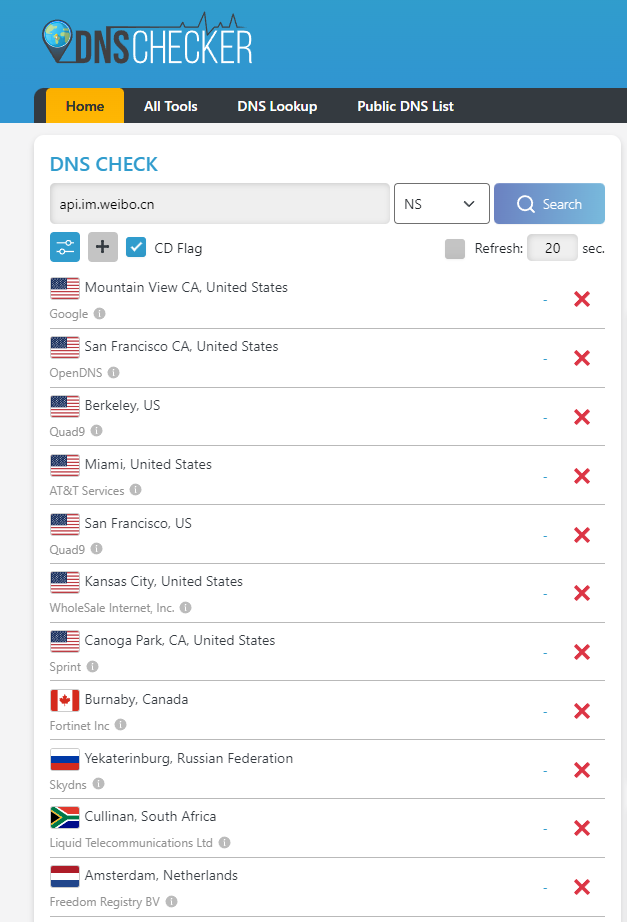 DNSCHECKER
Home All Tools DNS Lookup Public DNS List
DNS CHECK
api.im.weibo.cn NS Search
CD Flag Refresh: 20 sec.
Mountain View CA, United States
Google
-
San Francisco CA, United States
OpenDNS
-
Berkeley, US
Quad9
-
Miami, United States
AT&T Services
-
San Francisco, US
Quad9
-
Kansas City, United States
WholeSale Internet, Inc.
-
Canoga Park, CA, United States
Sprint
-
Burnaby, Canada
Fortinet Inc
-
Yekaterinburg, Russian Federation
Skydns
-
Cullinan, South Africa
Liquid Telecommunications Ltd
-
Amsterdam, Netherlands
Freedom Registry BV
-